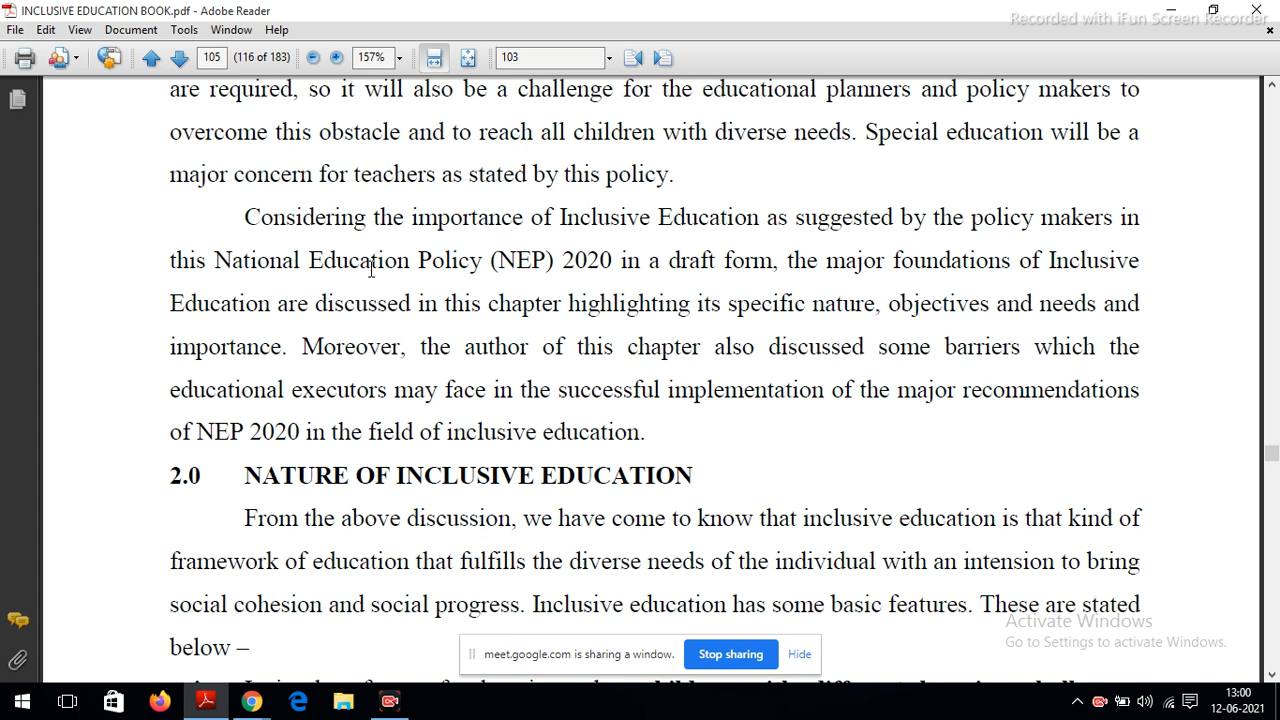 INCLUSIVE EDUCATION BOOK.pdf - Adobe Reader
Recorded with iFun Screen Recorder
File Edit View Document Tools Window Help
105 (116 of 183) 157% 103
are required, so it will also be a challenge for the educational planners and policy makers to
overcome this obstacle and to reach all children with diverse needs. Special education will be a
major concern for teachers as stated by this policy.
Considering the importance of Inclusive Education as suggested by the policy makers in
this National Education Policy (NEP) 2020 in a draft form, the major foundations of Inclusive
Education are discussed in this chapter highlighting its specific nature, objectives and needs and
importance. Moreover, the author of this chapter also discussed some barriers which the
educational executors may face in the successful implementation of the major recommendations
of NEP 2020 in the field of inclusive education.
2.0 NATURE OF INCLUSIVE EDUCATION
From the above discussion, we have come to know that inclusive education is that kind of
framework of education that fulfills the diverse needs of the individual with an intension to bring
social cohesion and social progress. Inclusive education has some basic features. These are stated
below –
Activate Windows
Go to Settings to activate Windows.
meet.google.com is sharing a window. Stop sharing Hide
13:00
12-06-2021